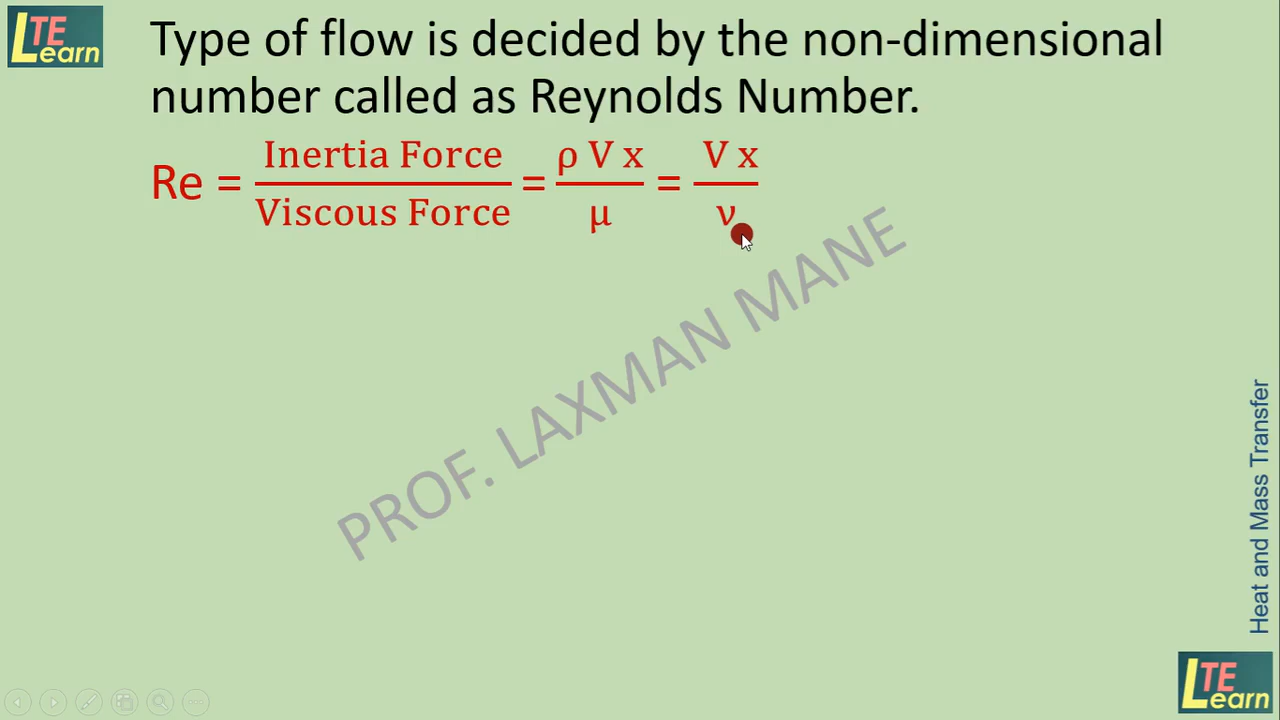 LTE Learn
Type of flow is decided by the non-dimensional
number called as Reynolds Number.
Re = Inertia Force / Viscous Force = ρ V x / μ = V x / ν
PROF. LAXMAN MANE
Heat and Mass Transfer
LTE Learn